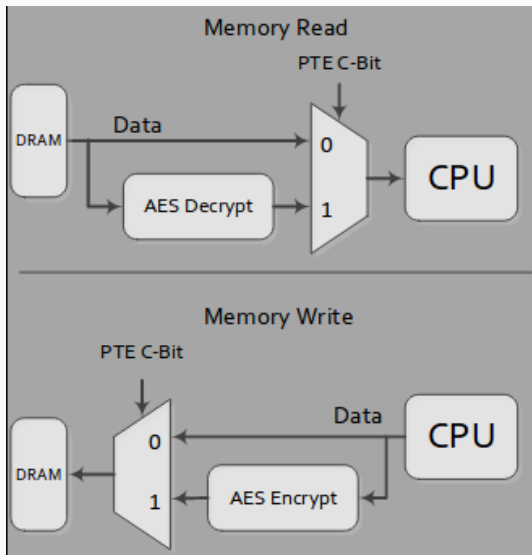 Memory Read
PTE C-Bit
DRAM
Data
0
CPU
AES Decrypt
1
Memory Write
PTE C-Bit
Data
CPU
0
DRAM
1
AES Encrypt